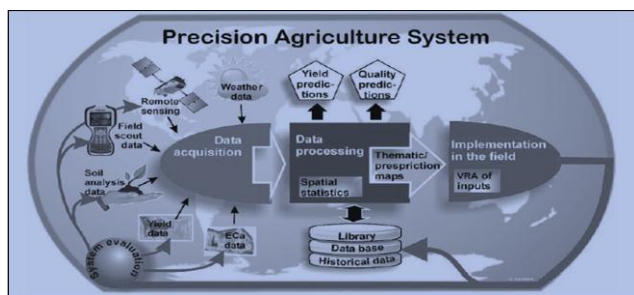 Precision Agriculture System
Weather
data
Yield
predic-
tions
Quality
predic-
tions
Remote
sensing
Field
scout data
Data
acquisition
Data
processing
Thematic/
prespriction
maps
Implementation
in the field
Soil
analysis
data
Spatial
statistics
VRA of
inputs
Yield
data
ECa
data
System evaluation
Library
Data base
Historical data